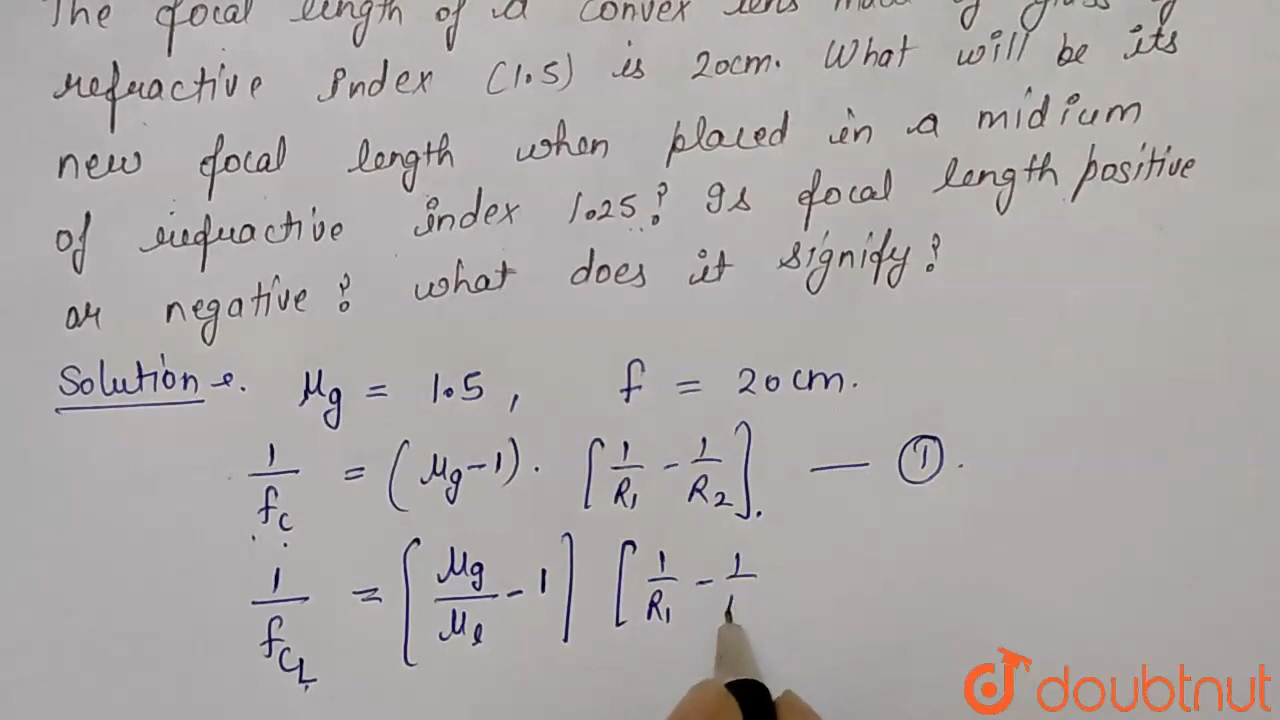 The focal length of a convex lens made of glass of
refractive index (1.5) is 20cm. What will be its
new focal length when placed in a midium
of refractive index 1.25? Is focal length positive
or negative? What does it signify?
Solution :- μg = 1.5, f = 20cm.
1/fc = (μg-1). [1/R1 - 1/R2]. — ①.
1/fcL = [μg/μl - 1] [1/R1 - 1/
doubtnut